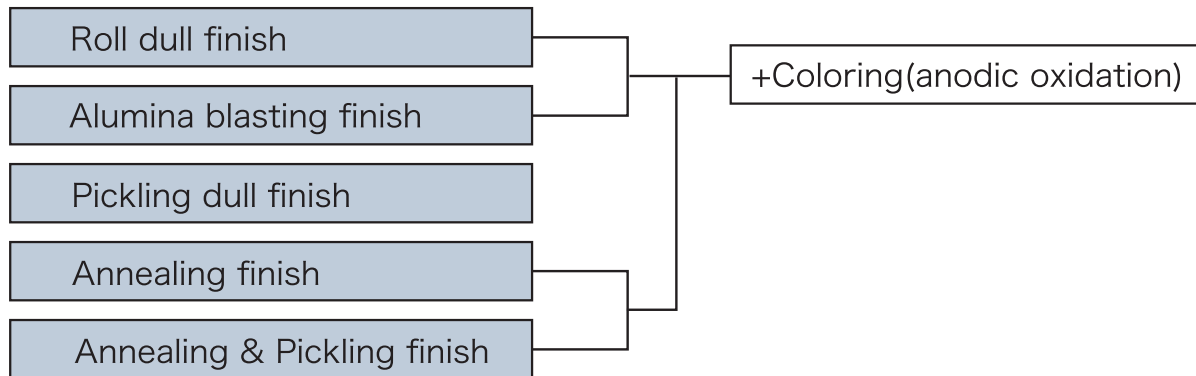 Roll dull finish
Alumina blasting finish
Pickling dull finish
Annealing finish
Annealing & Pickling finish
+Coloring(anodic oxidation)